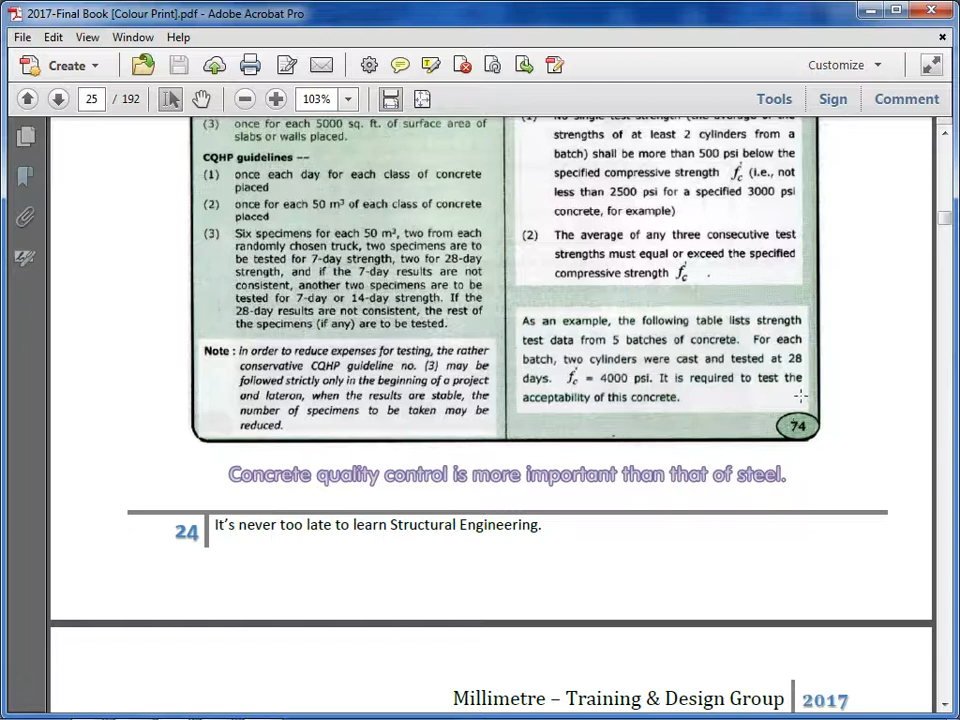 2017-Final Book [Colour Print].pdf - Adobe Acrobat Pro
File Edit View Window Help
Create
Customize
25 / 192
103%
Tools Sign Comment
(3) once for each 5000 sq. ft. of surface area of
slabs or walls placed.
CQHP guidelines --
(1) once each day for each class of concrete
placed
(2) once for each 50 m³ of each class of concrete
placed
(3) Six specimens for each 50 m³, two from each
randomly chosen truck, two specimens are to
be tested for 7-day strength, two for 28-day
strength, and if the 7-day results are not
consistent, another two specimens are to be
tested for 7-day or 14-day strength. If the
28-day results are not consistent, the rest of
the specimens (if any) are to be tested.
Note : in order to reduce expenses for testing, the rather
conservative CQHP guideline no. (3) may be
followed strictly only in the beginning of a project
and lateron, when the results are stable, the
number of specimens to be taken may be
reduced.
(1) No single test strength (the average of the
strengths of at least 2 cylinders from a
batch) shall be more than 500 psi below the
specified compressive strength f'c (i.e., not
less than 2500 psi for a specified 3000 psi
concrete, for example)
(2) The average of any three consecutive test
strengths must equal or exceed the specified
compressive strength f'c .
As an example, the following table lists strength
test data from 5 batches of concrete. For each
batch, two cylinders were cast and tested at 28
days. f'c = 4000 psi. It is required to test the
acceptability of this concrete.
74
Concrete quality control is more important than that of steel.
24 It's never too late to learn Structural Engineering.
Millimetre – Training & Design Group 2017